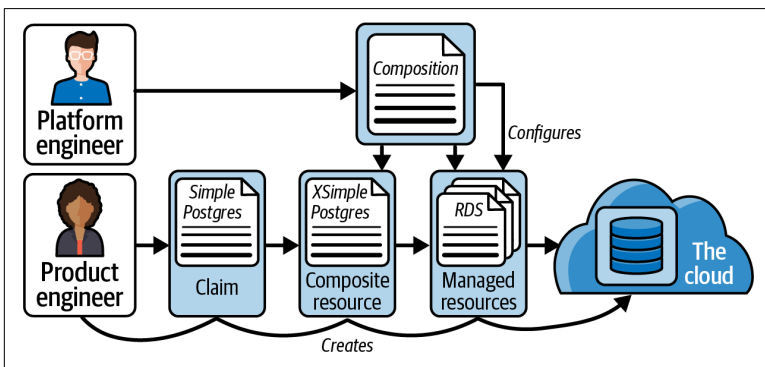 Platform
engineer
Composition
Configures
Product
engineer
Simple
Postgres
Claim
XSimple
Postgres
Composite
resource
RDS
Managed
resources
The
cloud
Creates